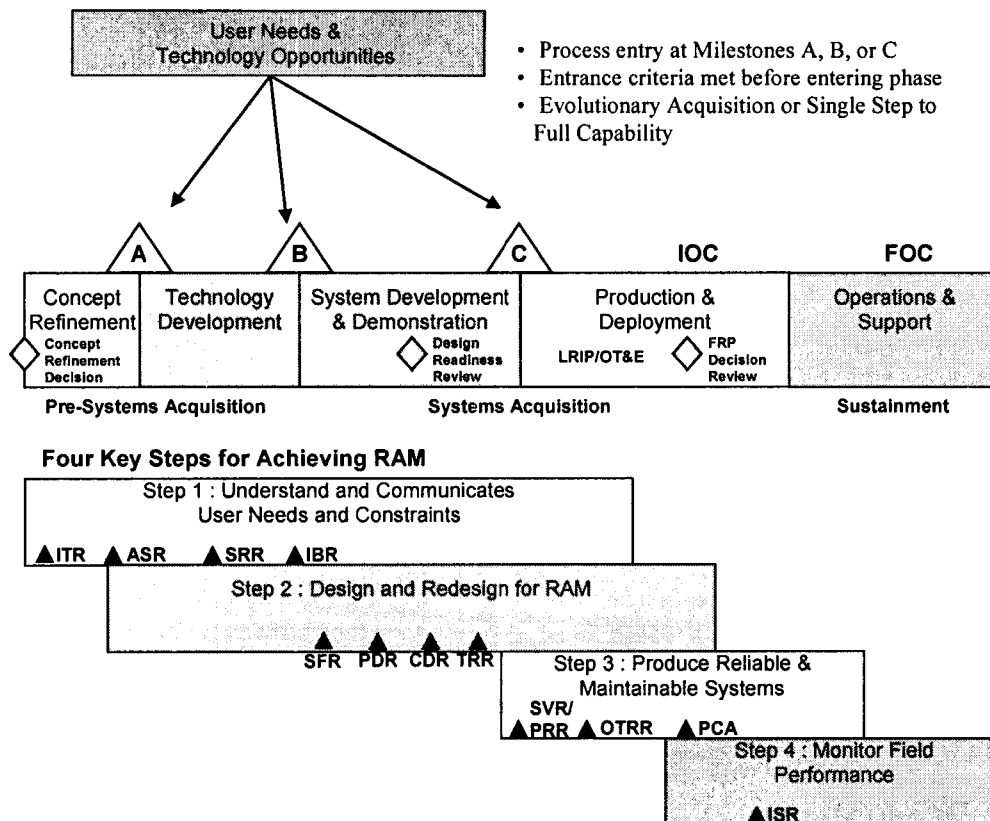 User Needs &
Technology Opportunities
• Process entry at Milestones A, B, or C
• Entrance criteria met before entering phase
• Evolutionary Acquisition or Single Step to
Full Capability
A
B
C
IOC
FOC
Concept
Refinement
Concept
Refinement
Decision
Technology
Development
System Development
& Demonstration
Design
Readiness
Review
Production &
Deployment
LRIP/OT&E
FRP
Decision
Review
Operations &
Support
Pre-Systems Acquisition
Systems Acquisition
Sustainment
Four Key Steps for Achieving RAM
Step 1 : Understand and Communicates
User Needs and Constraints
ITR
ASR
SRR
IBR
Step 2 : Design and Redesign for RAM
SFR
PDR
CDR
TRR
Step 3 : Produce Reliable &
Maintainable Systems
SVR/
PRR
OTRR
PCA
Step 4 : Monitor Field
Performance
ISR